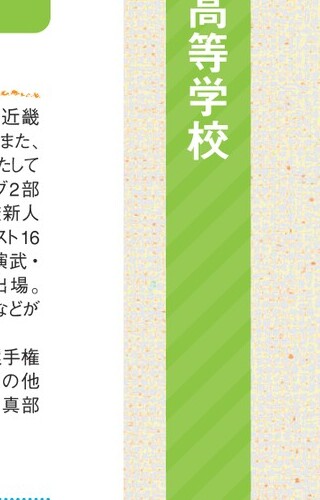 高等学校
近畿
また、
たして
グ2部
新人
スト16
演武・
出場。
などが
手権
の他
真部